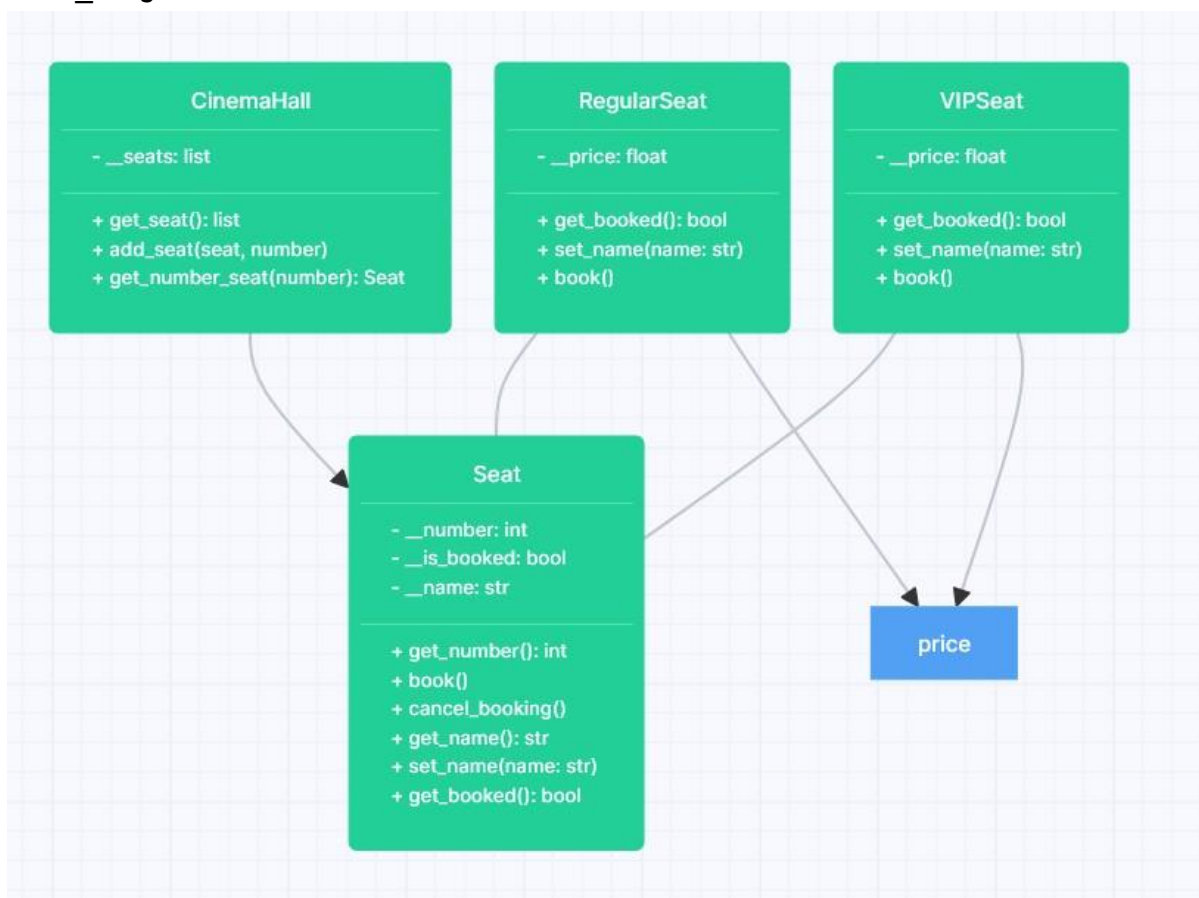 CinemaHall
- __seats: list
+ get_seat(): list
+ add_seat(seat, number)
+ get_number_seat(number): Seat
RegularSeat
- __price: float
+ get_booked(): bool
+ set_name(name: str)
+ book()
VIPSeat
- __price: float
+ get_booked(): bool
+ set_name(name: str)
+ book()
Seat
- __number: int
- __is_booked: bool
- __name: str
+ get_number(): int
+ book()
+ cancel_booking()
+ get_name(): str
+ set_name(name: str)
+ get_booked(): bool
price